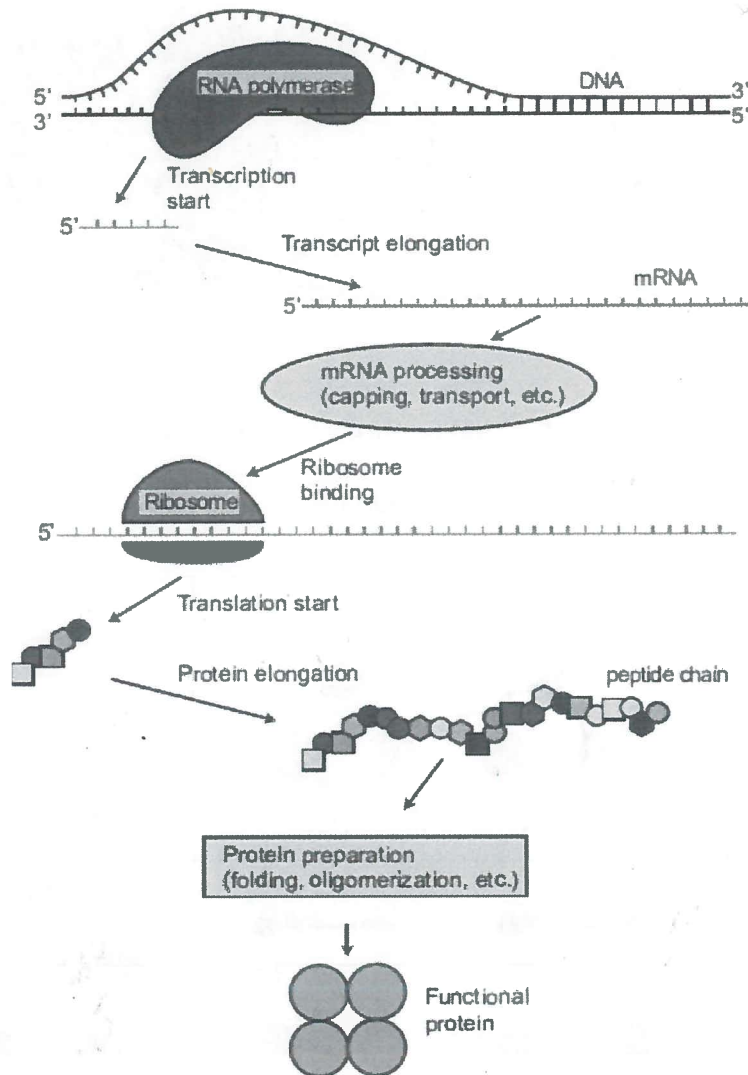 RNA polymerase
DNA
5'
3'
3'
5'
Transcription
start
5'
Transcript elongation
5'
mRNA
mRNA processing
(capping, transport, etc.)
Ribosome
binding
Ribosome
5'
Translation start
Protein elongation
peptide chain
Protein preparation
(folding, oligomerization, etc.)
Functional
protein